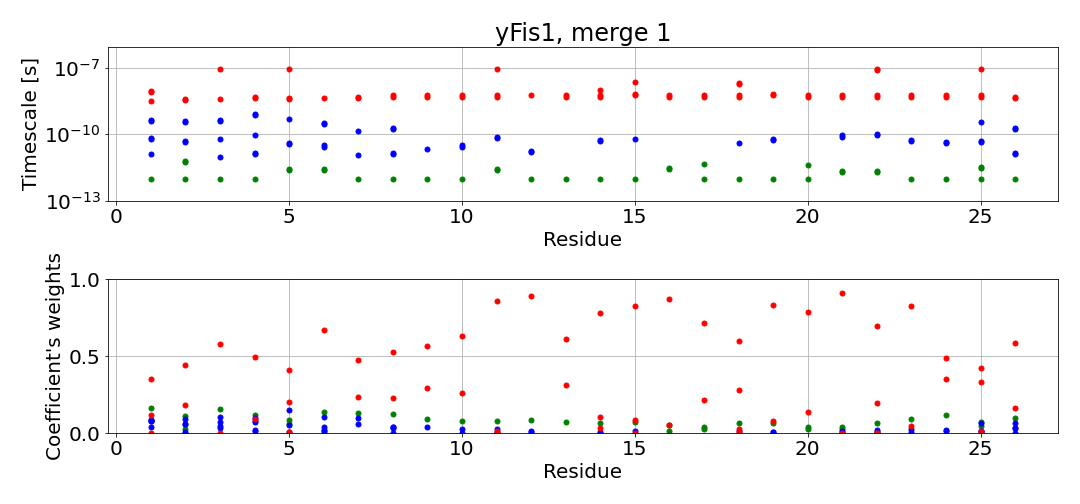 yFis1, merge 1
Timescale [s]
10⁻⁷
10⁻¹⁰
10⁻¹³
0 5 10 15 20 25
Residue
Coefficient's weights
1.0
0.5
0.0
0 5 10 15 20 25
Residue